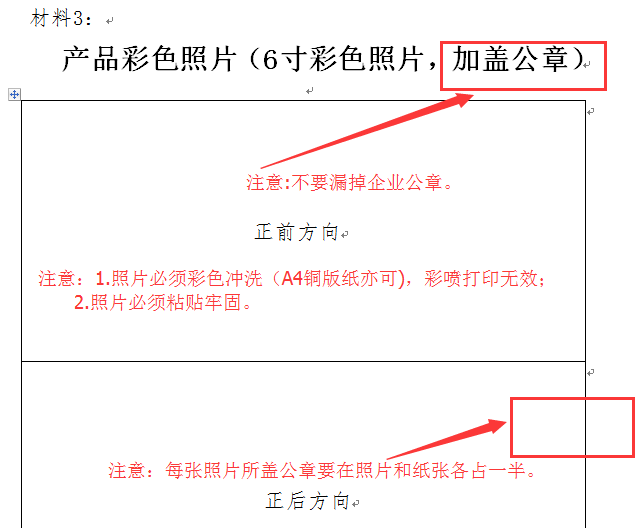 材料3：
产品彩色照片（6寸彩色照片，加盖公章）
注意:不要漏掉企业公章。
正前方向
注意：1.照片必须彩色冲洗（A4铜版纸亦可)，彩喷打印无效；
2.照片必须粘贴牢固。
注意：每张照片所盖公章要在照片和纸张各占一半。
正后方向